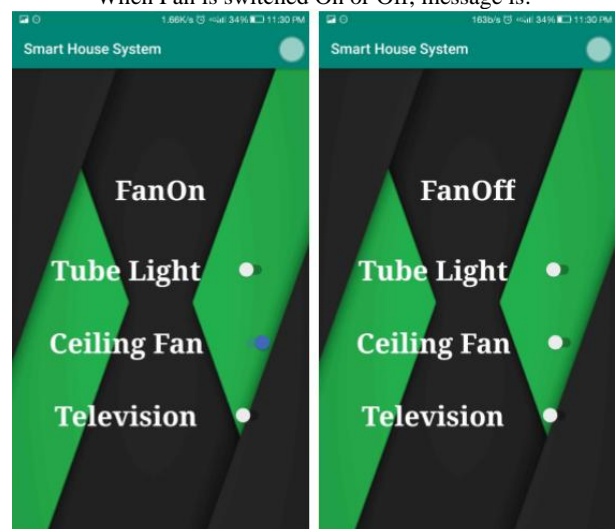 When Fan is switched On or Off, message is:
1.66K/s 34% 11:30 PM
Smart House System
FanOn
Tube Light
Ceiling Fan
Television
163b/s 34% 11:30 PM
Smart House System
FanOff
Tube Light
Ceiling Fan
Television